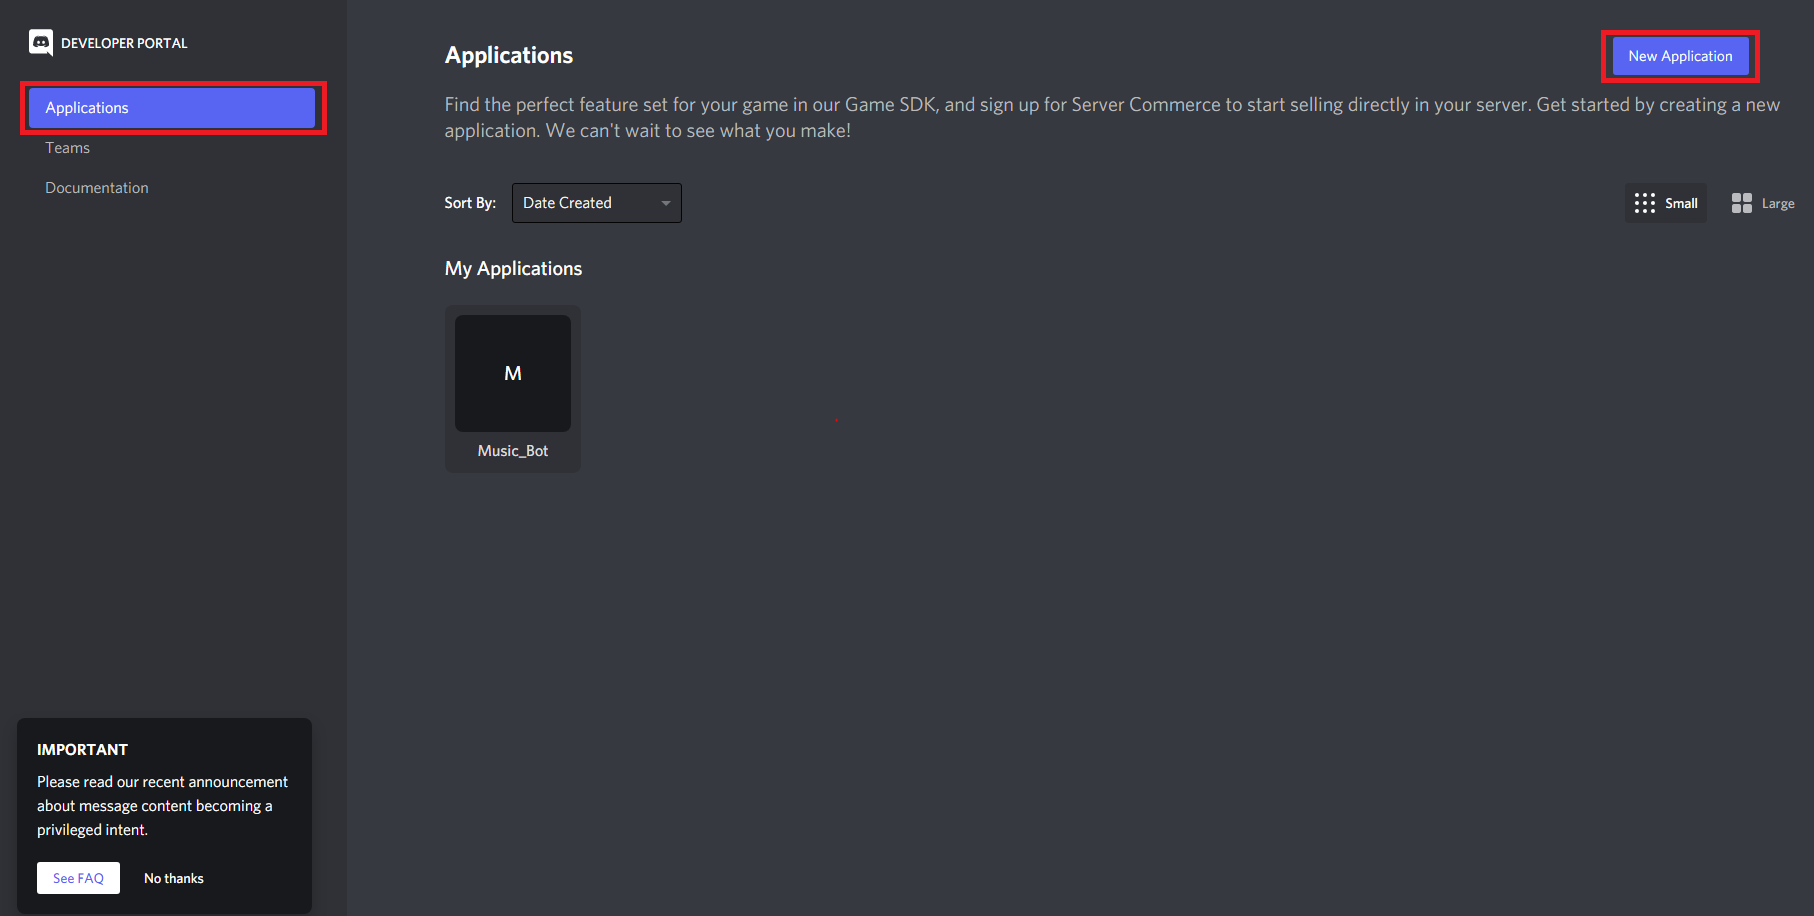 DEVELOPER PORTAL
Applications
Teams
Documentation
Applications
New Application
Find the perfect feature set for your game in our Game SDK, and sign up for Server Commerce to start selling directly in your server. Get started by creating a new
application. We can't wait to see what you make!
Sort By: Date Created
Small Large
My Applications
M
Music_Bot
IMPORTANT
Please read our recent announcement
about message content becoming a
privileged intent.
See FAQ No thanks